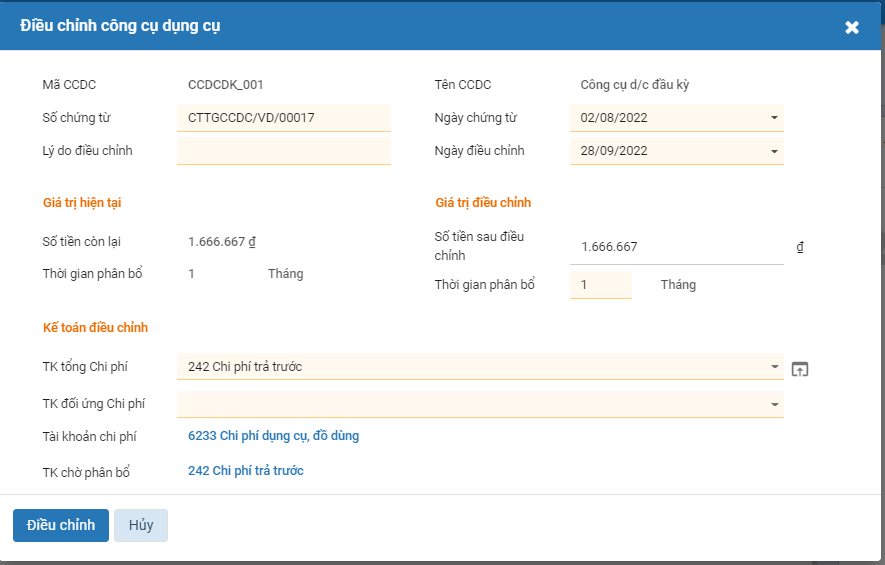 Điều chỉnh công cụ dụng cụ
Mã CCDC CCDCDK_001 Tên CCDC Công cụ d/c đầu kỳ
Số chứng từ CTTGCCDC/VD/00017 Ngày chứng từ 02/08/2022
Lý do điều chỉnh Ngày điều chỉnh 28/09/2022
Giá trị hiện tại Giá trị điều chỉnh
Số tiền còn lại 1.666.667 ₫ Số tiền sau điều chỉnh 1.666.667 ₫
Thời gian phân bổ 1 Tháng Thời gian phân bổ 1 Tháng
Kế toán điều chỉnh
TK tổng Chi phí 242 Chi phí trả trước
TK đối ứng Chi phí
Tài khoản chi phí 6233 Chi phí dụng cụ, đồ dùng
TK chờ phân bổ 242 Chi phí trả trước
Điều chỉnh Hủy